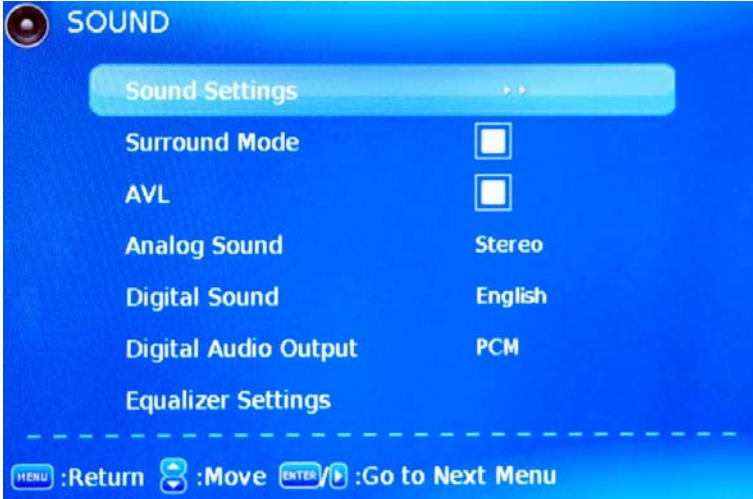 SOUND
Sound Settings
Surround Mode
AVL
Analog Sound Stereo
Digital Sound English
Digital Audio Output PCM
Equalizer Settings
MENU :Return :Move ENTER / :Go to Next Menu